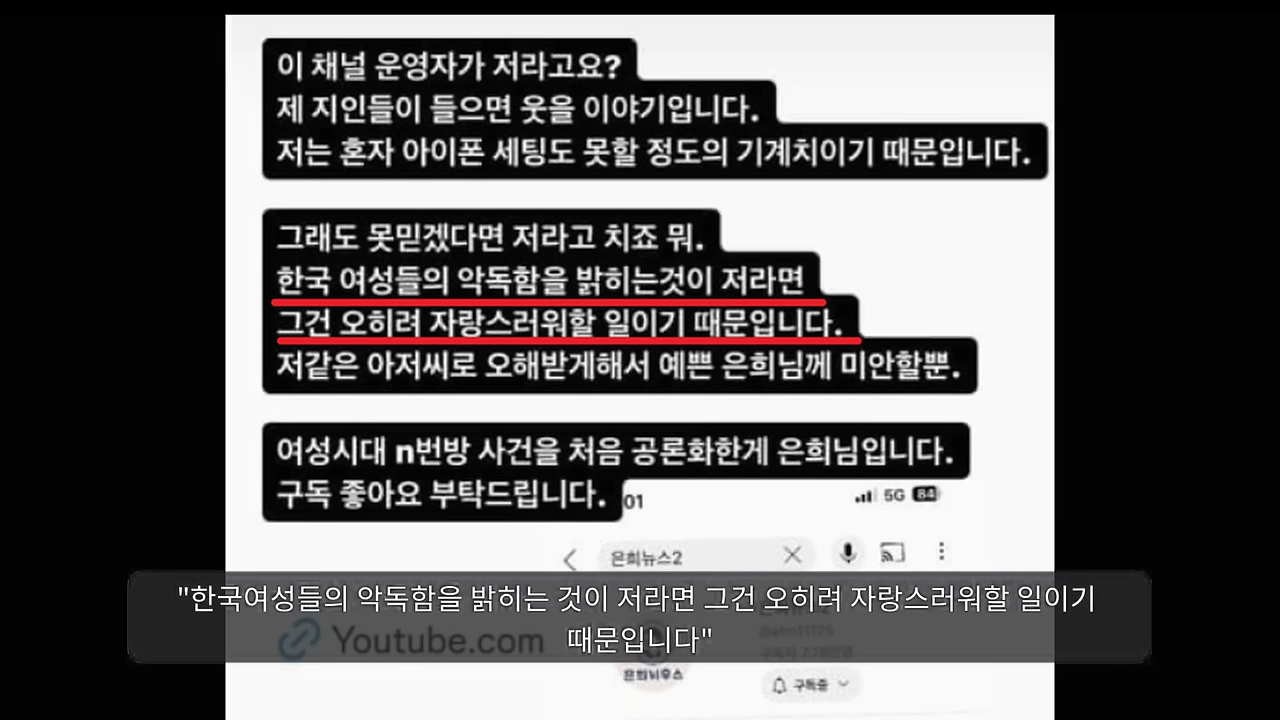 이 채널 운영자가 저라고요?
제 지인들이 들으면 웃을 이야기입니다.
저는 혼자 아이폰 세팅도 못할 정도의 기계치이기 때문입니다.
그래도 못믿겠다면 저라고 치죠 뭐.
한국 여성들의 악독함을 밝히는것이 저라면
그건 오히려 자랑스러워할 일이기 때문입니다.
저같은 아저씨로 오해받게해서 예쁜 은희님께 미안할뿐.
여성시대 n번방 사건을 처음 공론화한게 은희님입니다.
구독 좋아요 부탁드립니다.
01 5G 84
은희뉴스2
"한국여성들의 악독함을 밝히는 것이 저라면 그건 오히려 자랑스러워할 일이기
때문입니다"
Youtube.com
은희뉴우스
구독중